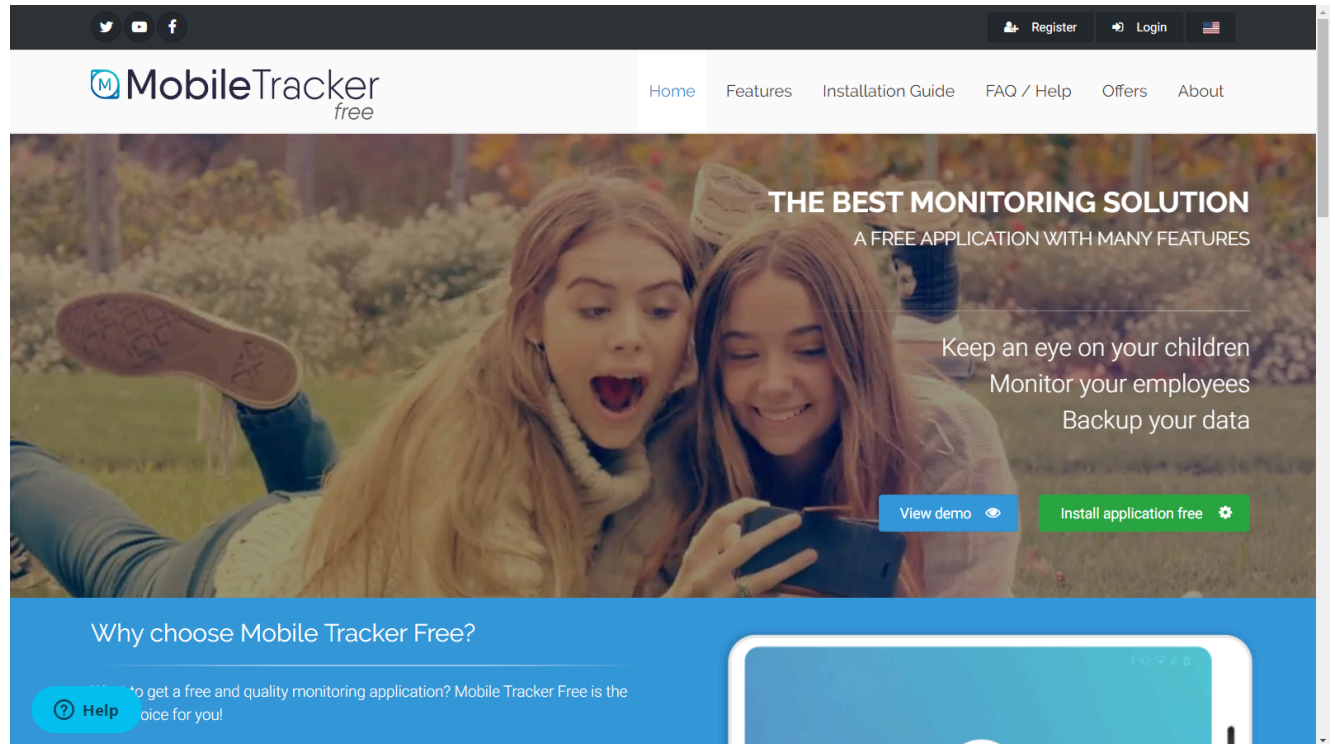 Register
Login
M MobileTracker
free
Home
Features
Installation Guide
FAQ / Help
Offers
About
THE BEST MONITORING SOLUTION
A FREE APPLICATION WITH MANY FEATURES
Keep an eye on your children
Monitor your employees
Backup your data
View demo
Install application free
Why choose Mobile Tracker Free?
to get a free and quality monitoring application? Mobile Tracker Free is the
for you!
Help